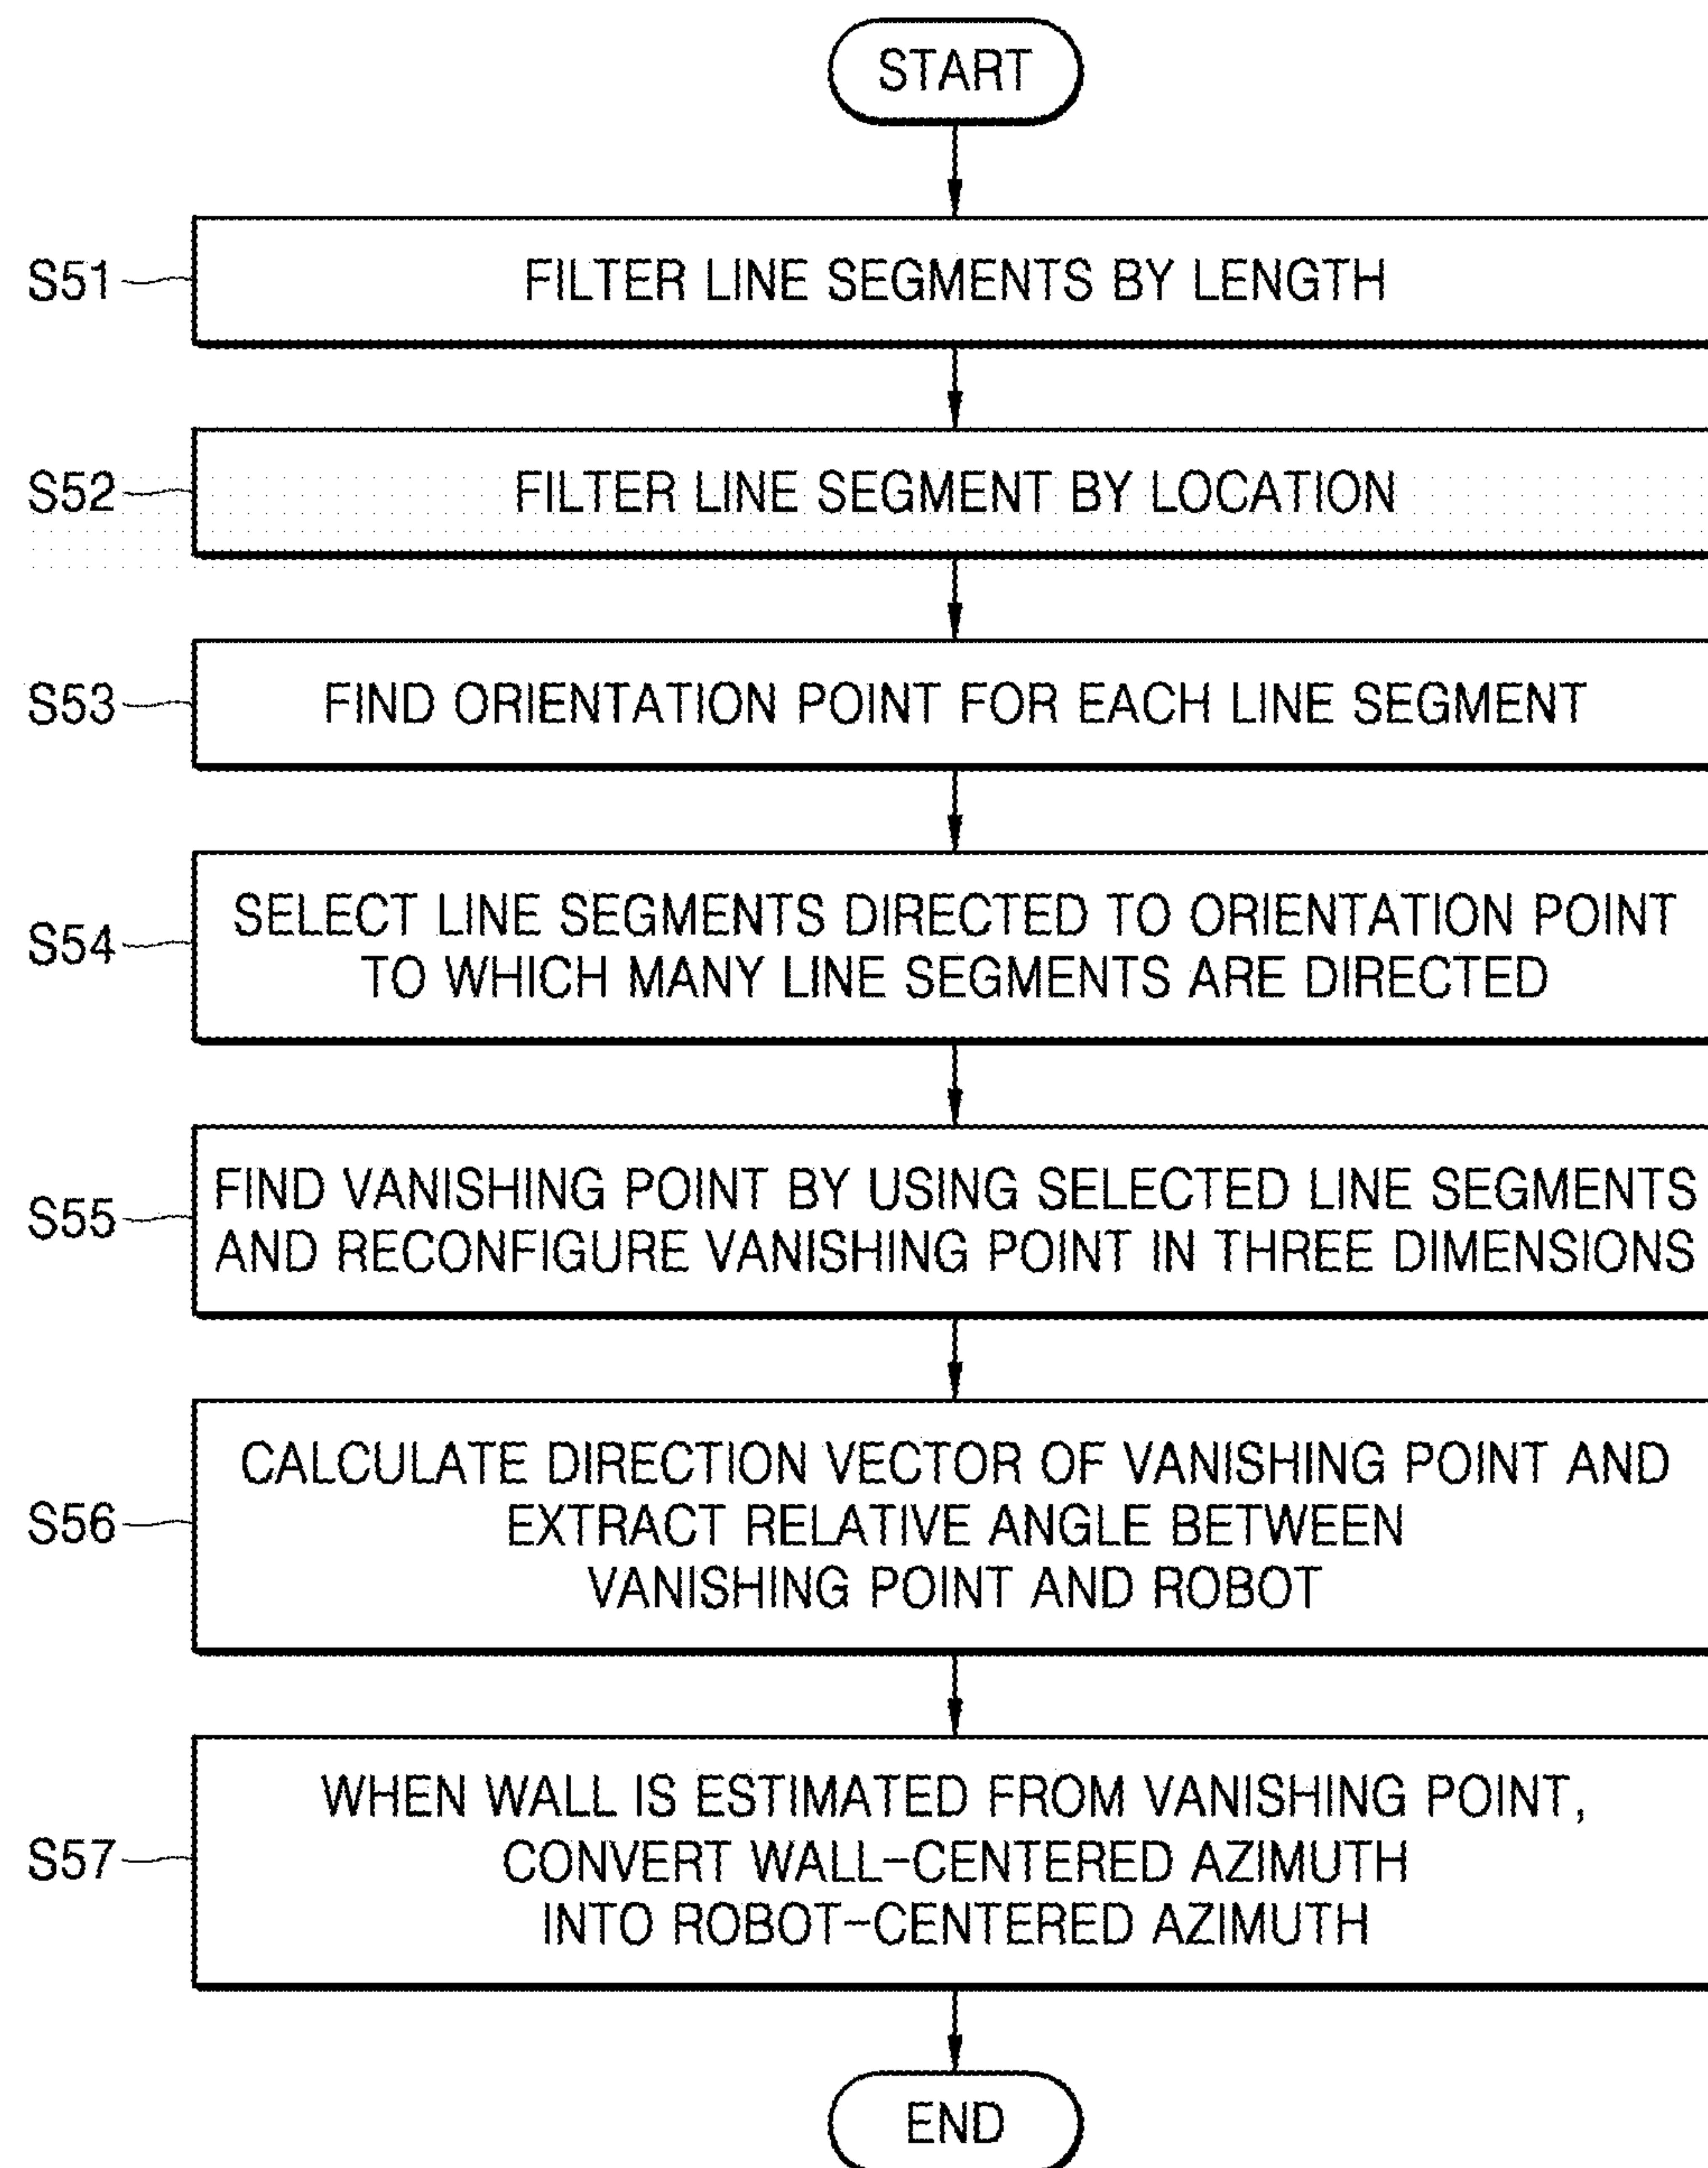 START
S51
FILTER LINE SEGMENTS BY LENGTH
S52
FILTER LINE SEGMENT BY LOCATION
S53
FIND ORIENTATION POINT FOR EACH LINE SEGMENT
S54
SELECT LINE SEGMENTS DIRECTED TO ORIENTATION POINT
TO WHICH MANY LINE SEGMENTS ARE DIRECTED
S55
FIND VANISHING POINT BY USING SELECTED LINE SEGMENTS
AND RECONFIGURE VANISHING POINT IN THREE DIMENSIONS
S56
CALCULATE DIRECTION VECTOR OF VANISHING POINT AND
EXTRACT RELATIVE ANGLE BETWEEN
VANISHING POINT AND ROBOT
S57
WHEN WALL IS ESTIMATED FROM VANISHING POINT,
CONVERT WALL-CENTERED AZIMUTH
INTO ROBOT-CENTERED AZIMUTH
END